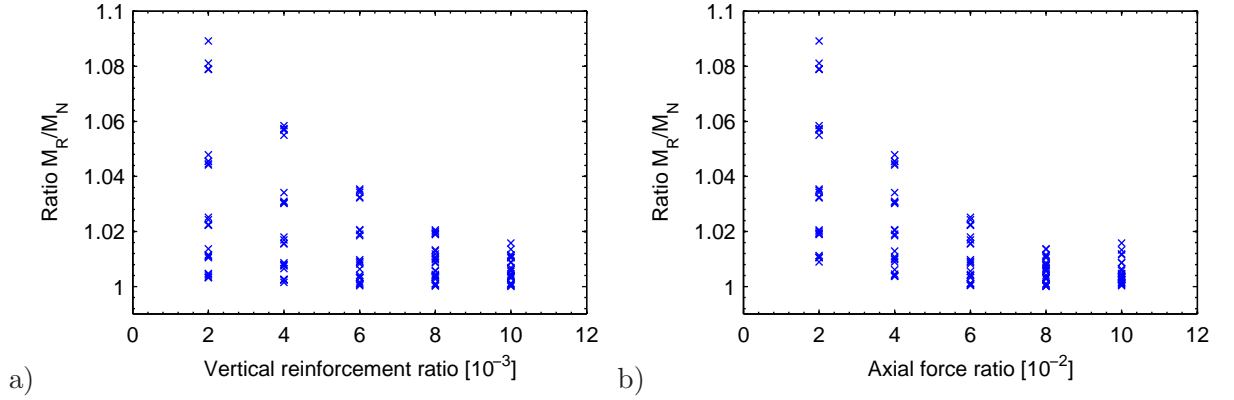 1.1
1.08
1.06
1.04
1.02
1
Ratio M_R/M_N
0 2 4 6 8 10 12
Vertical reinforcement ratio [10⁻³]
a)
1.1
1.08
1.06
1.04
1.02
1
Ratio M_R/M_N
0 2 4 6 8 10 12
Axial force ratio [10⁻²]
b)